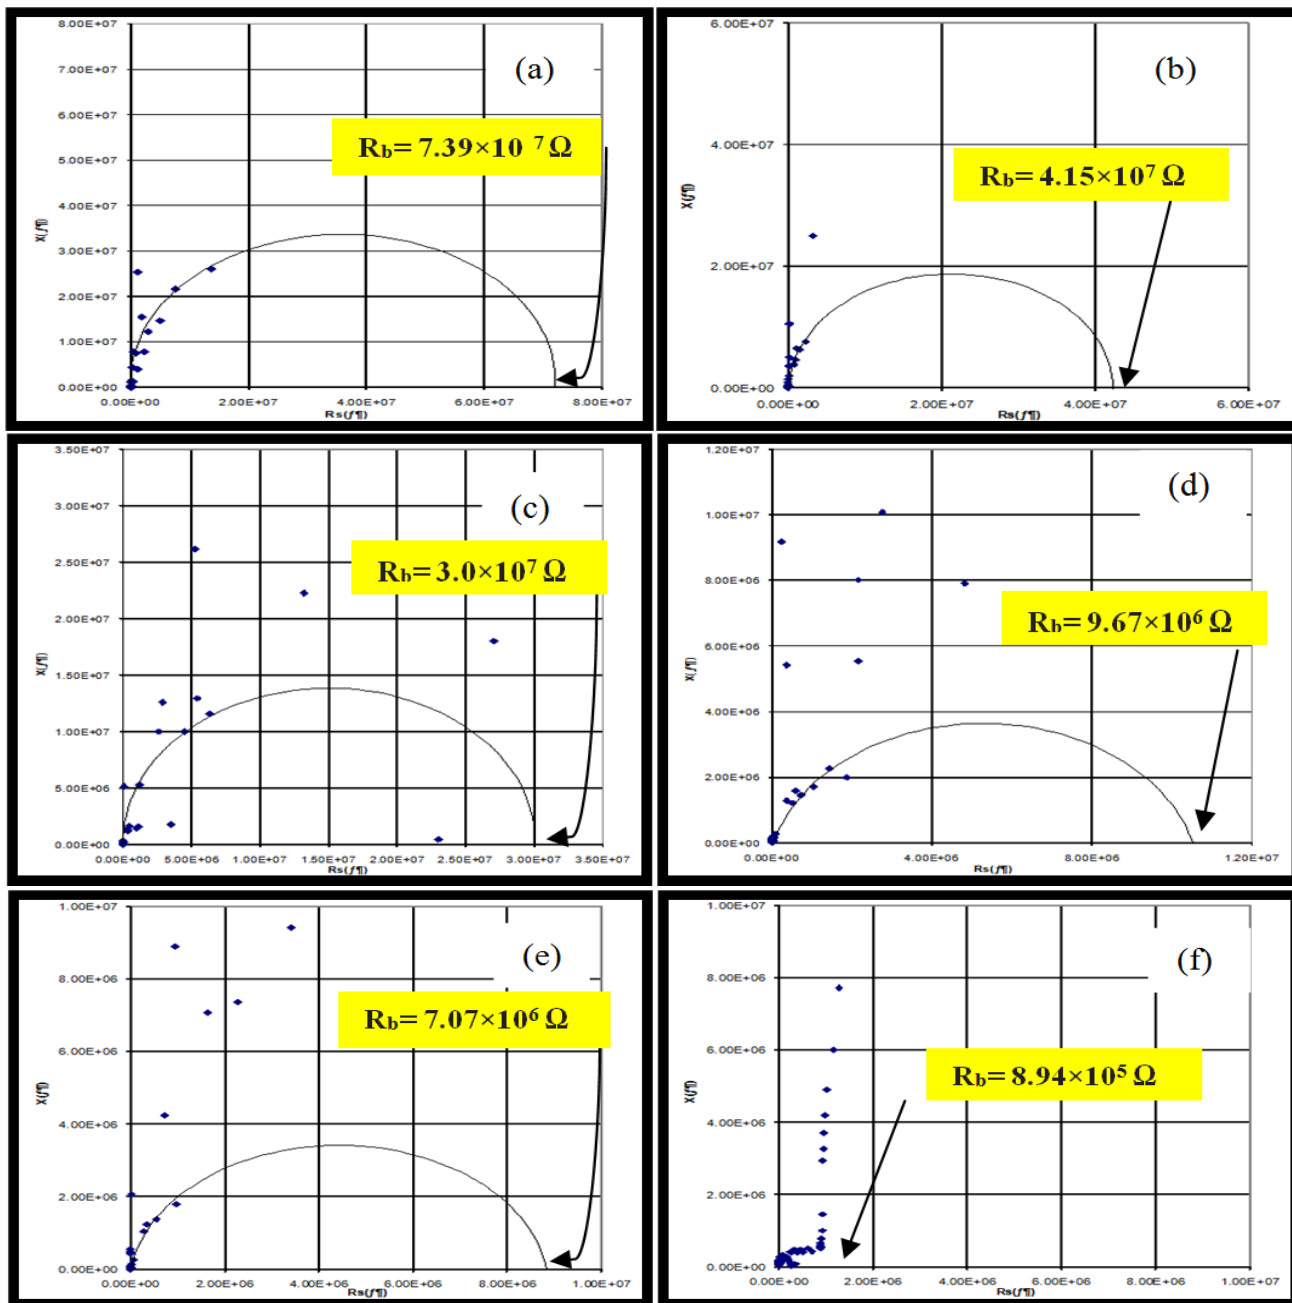 8.00E+07
7.00E+07
6.00E+07
5.00E+07
4.00E+07
3.00E+07
2.00E+07
1.00E+07
0.00E+00
X(ƒ¶)
(a)
Rb= 7.39×10 7 Ω
0.00E+00 2.00E+07 4.00E+07 6.00E+07 8.00E+07
Rs(ƒ¶)
6.00E+07
4.00E+07
2.00E+07
0.00E+00
X(ƒ¶)
(b)
Rb= 4.15×10⁷ Ω
0.00E+00 2.00E+07 4.00E+07 6.00E+07
Rs(ƒ¶)
3.50E+07
3.00E+07
2.50E+07
2.00E+07
1.50E+07
1.00E+07
5.00E+06
0.00E+00
X(ƒ¶)
(c)
Rb= 3.0×10⁷ Ω
0.00E+00 5.00E+06 1.00E+07 1.50E+07 2.00E+07 2.50E+07 3.00E+07 3.50E+07
Rs(ƒ¶)
1.20E+07
1.00E+07
8.00E+06
6.00E+06
4.00E+06
2.00E+06
0.00E+00
X(ƒ¶)
(d)
Rb= 9.67×10⁶ Ω
0.00E+00 4.00E+06 8.00E+06 1.20E+07
Rs(ƒ¶)
1.00E+07
8.00E+06
6.00E+06
4.00E+06
2.00E+06
0.00E+00
X(ƒ¶)
(e)
Rb= 7.07×10⁶ Ω
0.00E+00 2.00E+06 4.00E+06 6.00E+06 8.00E+06 1.00E+07
Rs(ƒ¶)
1.00E+07
8.00E+06
6.00E+06
4.00E+06
2.00E+06
0.00E+00
X(ƒ¶)
(f)
Rb= 8.94×10⁵ Ω
0.00E+00 2.00E+06 4.00E+06 6.00E+06 8.00E+06 1.00E+07
Rs(ƒ¶)